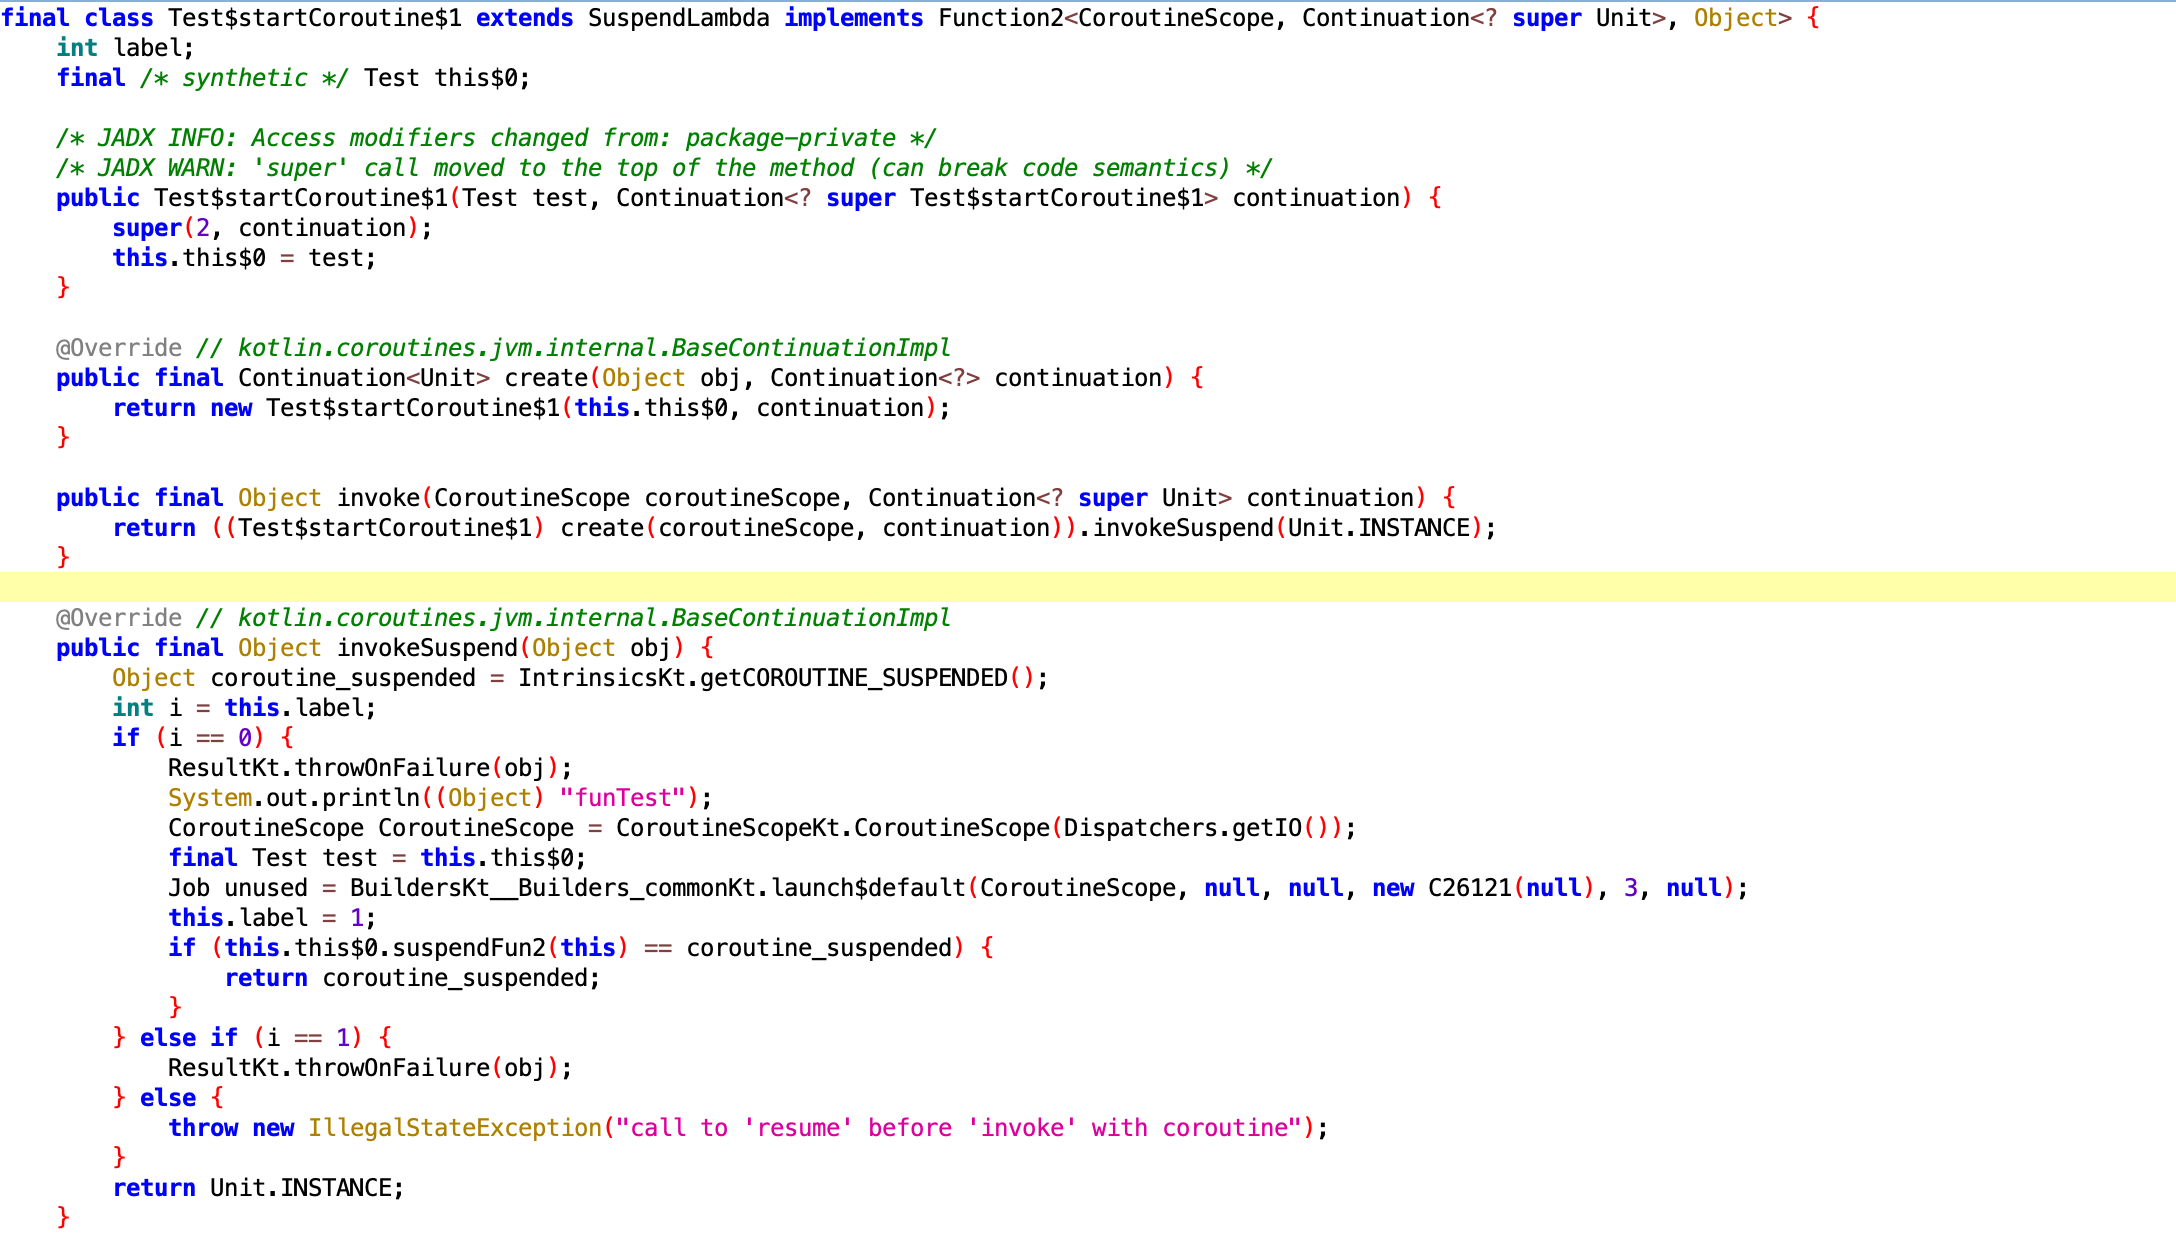 final class Test$startCoroutine$1 extends SuspendLambda implements Function2<CoroutineScope, Continuation<? super Unit>, Object> {
    int label;
    final /* synthetic */ Test this$0;

    /* JADX INFO: Access modifiers changed from: package-private */
    /* JADX WARN: 'super' call moved to the top of the method (can break code semantics) */
    public Test$startCoroutine$1(Test test, Continuation<? super Test$startCoroutine$1> continuation) {
        super(2, continuation);
        this.this$0 = test;
    }

    @Override // kotlin.coroutines.jvm.internal.BaseContinuationImpl
    public final Continuation<Unit> create(Object obj, Continuation<?> continuation) {
        return new Test$startCoroutine$1(this.this$0, continuation);
    }

    public final Object invoke(CoroutineScope coroutineScope, Continuation<? super Unit> continuation) {
        return ((Test$startCoroutine$1) create(coroutineScope, continuation)).invokeSuspend(Unit.INSTANCE);
    }

    @Override // kotlin.coroutines.jvm.internal.BaseContinuationImpl
    public final Object invokeSuspend(Object obj) {
        Object coroutine_suspended = IntrinsicsKt.getCOROUTINE_SUSPENDED();
        int i = this.label;
        if (i == 0) {
            ResultKt.throwOnFailure(obj);
            System.out.println((Object) "funTest");
            CoroutineScope CoroutineScope = CoroutineScopeKt.CoroutineScope(Dispatchers.getIO());
            final Test test = this.this$0;
            Job unused = BuildersKt__Builders_commonKt.launch$default(CoroutineScope, null, null, new C26121(null), 3, null);
            this.label = 1;
            if (this.this$0.suspendFun2(this) == coroutine_suspended) {
                return coroutine_suspended;
            }
        } else if (i == 1) {
            ResultKt.throwOnFailure(obj);
        } else {
            throw new IllegalStateException("call to 'resume' before 'invoke' with coroutine");
        }
        return Unit.INSTANCE;
    }